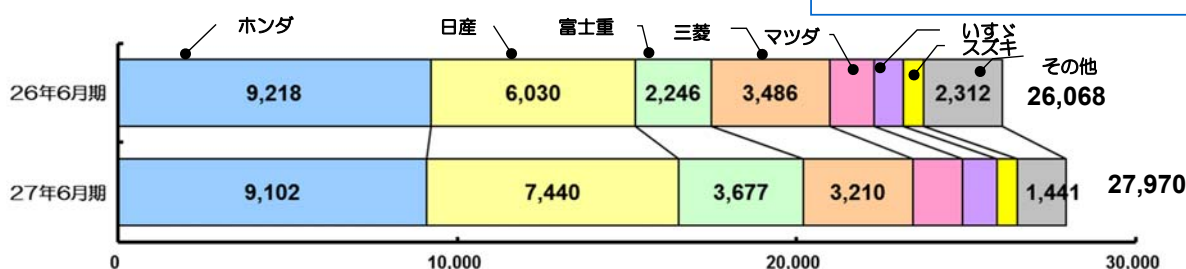 ホンダ 日産 富士重 三菱 マツダ いすゞ スズキ その他
26年6月期 9,218 6,030 2,246 3,486 2,312 26,068
27年6月期 9,102 7,440 3,677 3,210 1,441 27,970
0 10,000 20,000 30,000